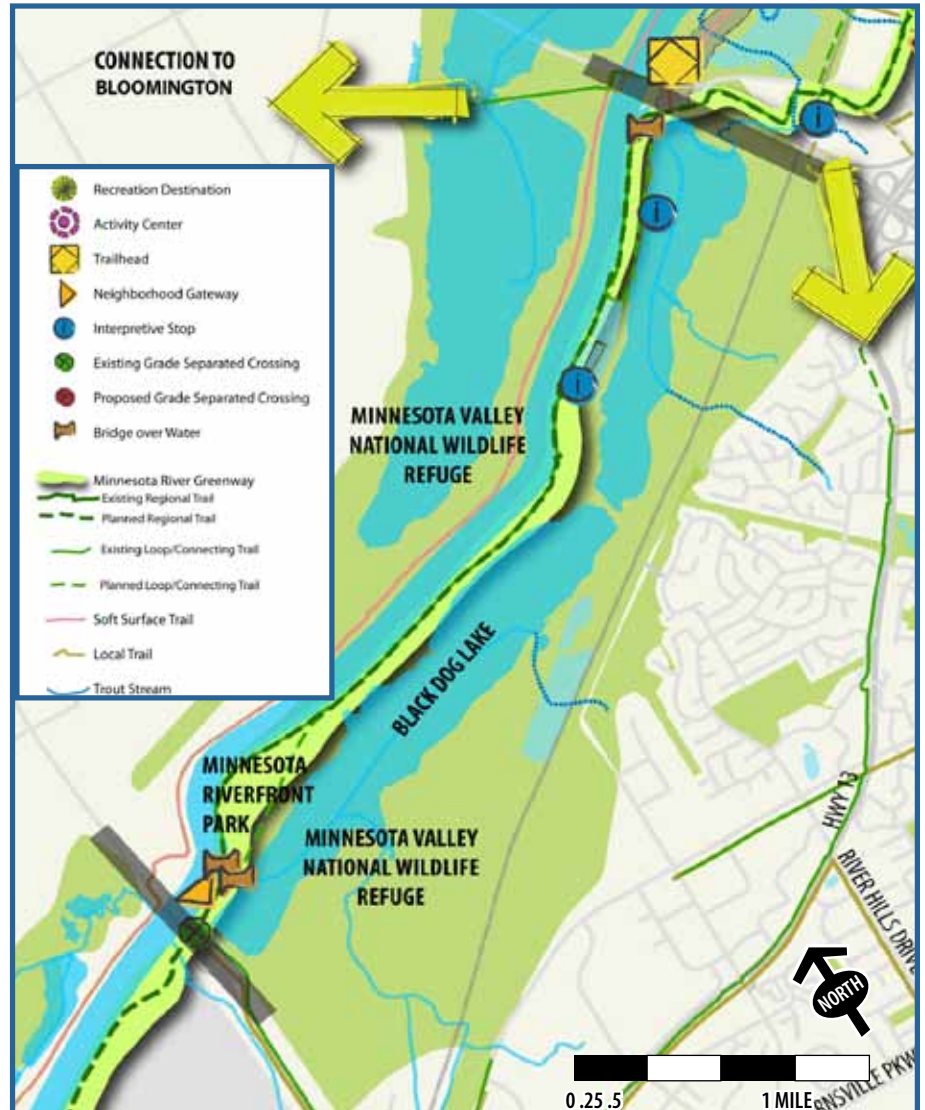 CONNECTION TO
BLOOMINGTON
i
i
i
Recreation Destination
Activity Center
Trailhead
Neighborhood Gateway
i
Interpretive Stop
Existing Grade Separated Crossing
Proposed Grade Separated Crossing
Bridge over Water
Minnesota River Greenway
Existing Regional Trail
Planned Regional Trail
Existing Loop/Connecting Trail
Planned Loop/Connecting Trail
Soft Surface Trail
Local Trail
Trout Stream
MINNESOTA VALLEY
NATIONAL WILDLIFE
REFUGE
BLACK DOG LAKE
MINNESOTA
RIVERFRONT
PARK
MINNESOTA VALLEY
NATIONAL WILDLIFE
REFUGE
HWY 13
RIVER HILLS DRIVE
NORTH
0 .25 .5 1 MILE
RNSVILLE PKW